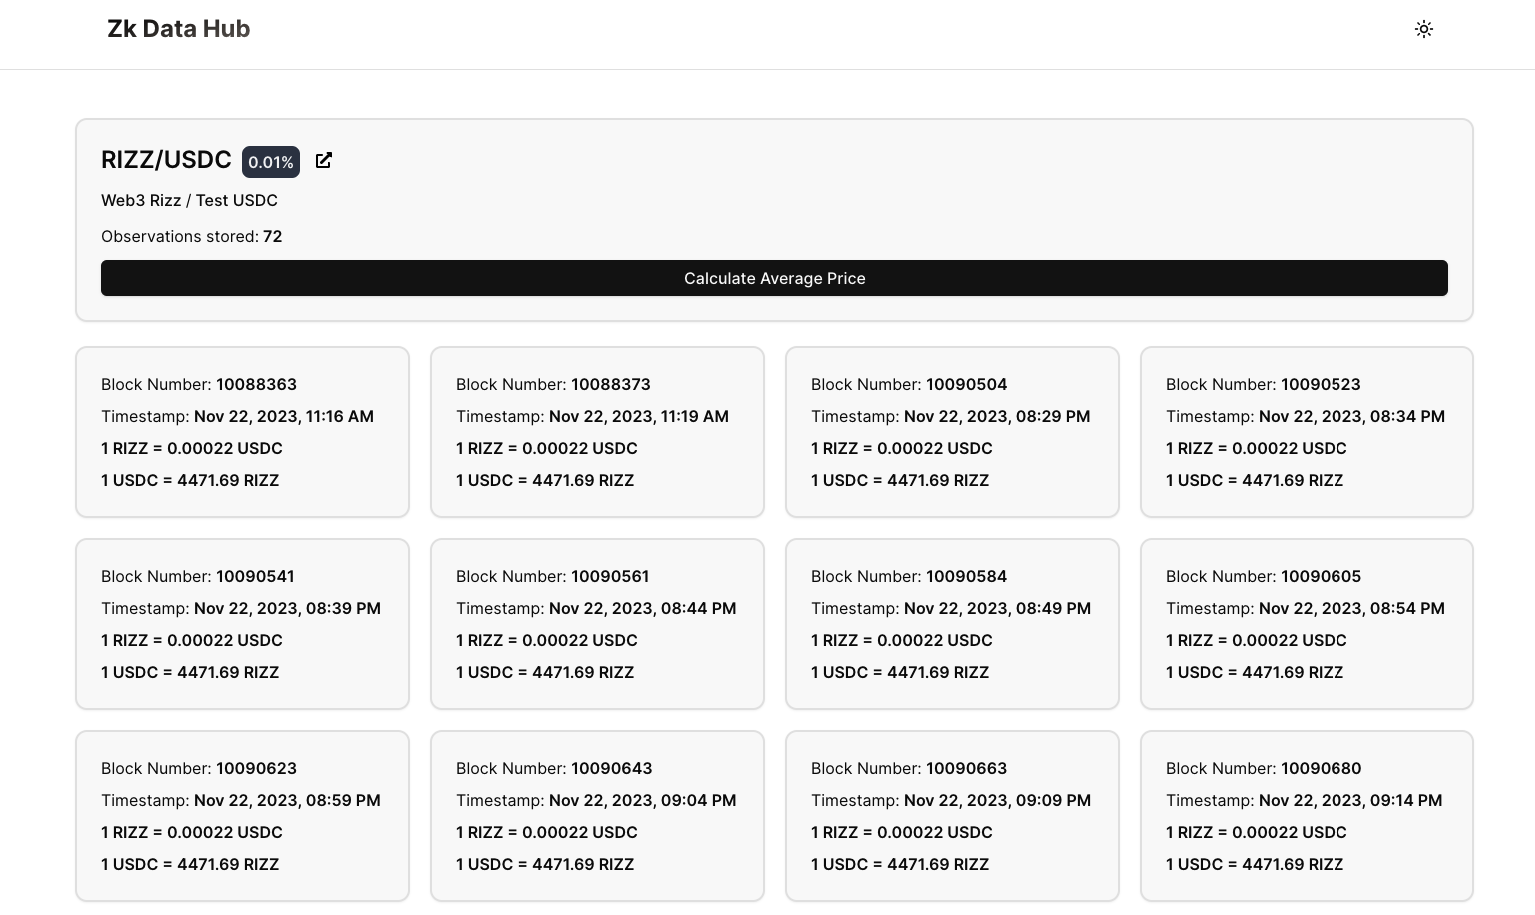 Zk Data Hub
RIZZ/USDC 0.01%
Web3 Rizz / Test USDC
Observations stored: 72
Calculate Average Price
Block Number: 10088363
Timestamp: Nov 22, 2023, 11:16 AM
1 RIZZ = 0.00022 USDC
1 USDC = 4471.69 RIZZ
Block Number: 10088373
Timestamp: Nov 22, 2023, 11:19 AM
1 RIZZ = 0.00022 USDC
1 USDC = 4471.69 RIZZ
Block Number: 10090504
Timestamp: Nov 22, 2023, 08:29 PM
1 RIZZ = 0.00022 USDC
1 USDC = 4471.69 RIZZ
Block Number: 10090523
Timestamp: Nov 22, 2023, 08:34 PM
1 RIZZ = 0.00022 USDC
1 USDC = 4471.69 RIZZ
Block Number: 10090541
Timestamp: Nov 22, 2023, 08:39 PM
1 RIZZ = 0.00022 USDC
1 USDC = 4471.69 RIZZ
Block Number: 10090561
Timestamp: Nov 22, 2023, 08:44 PM
1 RIZZ = 0.00022 USDC
1 USDC = 4471.69 RIZZ
Block Number: 10090584
Timestamp: Nov 22, 2023, 08:49 PM
1 RIZZ = 0.00022 USDC
1 USDC = 4471.69 RIZZ
Block Number: 10090605
Timestamp: Nov 22, 2023, 08:54 PM
1 RIZZ = 0.00022 USDC
1 USDC = 4471.69 RIZZ
Block Number: 10090623
Timestamp: Nov 22, 2023, 08:59 PM
1 RIZZ = 0.00022 USDC
1 USDC = 4471.69 RIZZ
Block Number: 10090643
Timestamp: Nov 22, 2023, 09:04 PM
1 RIZZ = 0.00022 USDC
1 USDC = 4471.69 RIZZ
Block Number: 10090663
Timestamp: Nov 22, 2023, 09:09 PM
1 RIZZ = 0.00022 USDC
1 USDC = 4471.69 RIZZ
Block Number: 10090680
Timestamp: Nov 22, 2023, 09:14 PM
1 RIZZ = 0.00022 USDC
1 USDC = 4471.69 RIZZ